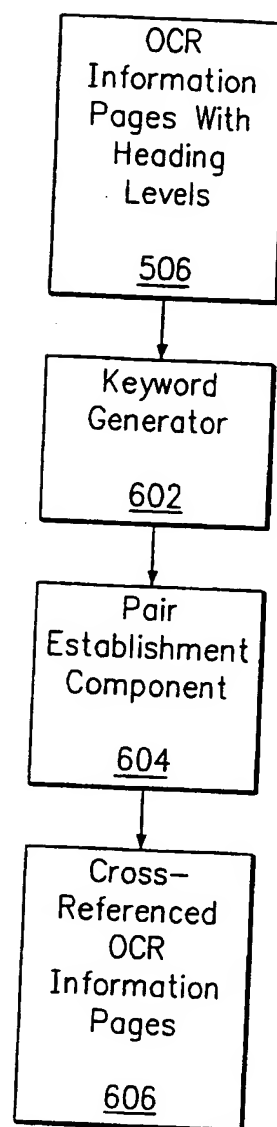 OCR
Information
Pages With
Heading
Levels
506
Keyword
Generator
602
Pair
Establishment
Component
604
Cross-
Referenced
OCR
Information
Pages
606